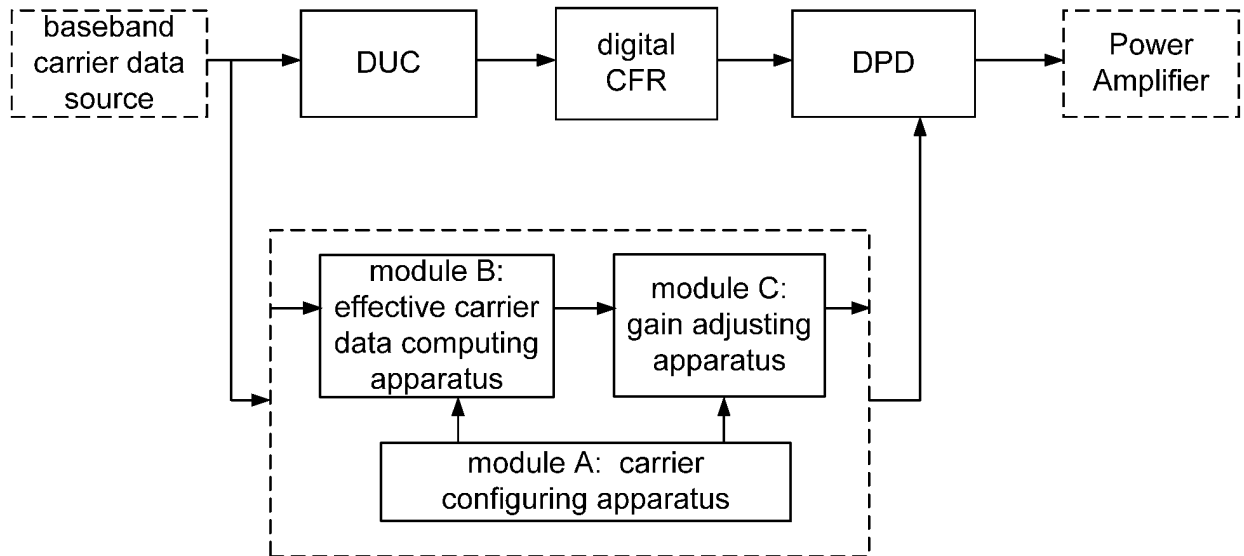 baseband
carrier data
source
DUC
digital
CFR
DPD
Power
Amplifier
module B:
effective carrier
data computing
apparatus
module C:
gain adjusting
apparatus
module A:  carrier
configuring apparatus